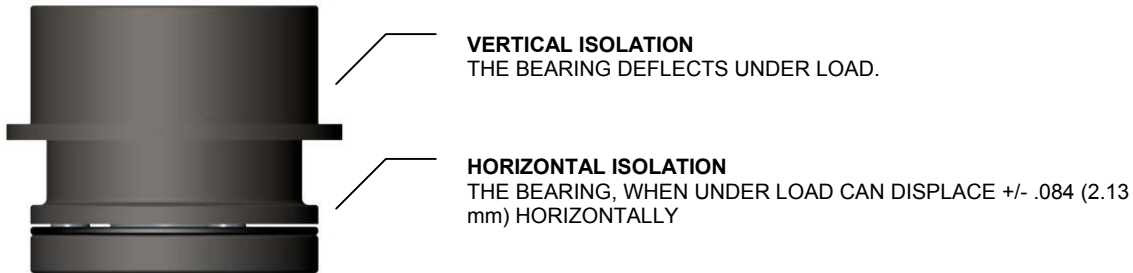 VERTICAL ISOLATION
THE BEARING DEFLECTS UNDER LOAD.
HORIZONTAL ISOLATION
THE BEARING, WHEN UNDER LOAD CAN DISPLACE +/- .084 (2.13
mm) HORIZONTALLY